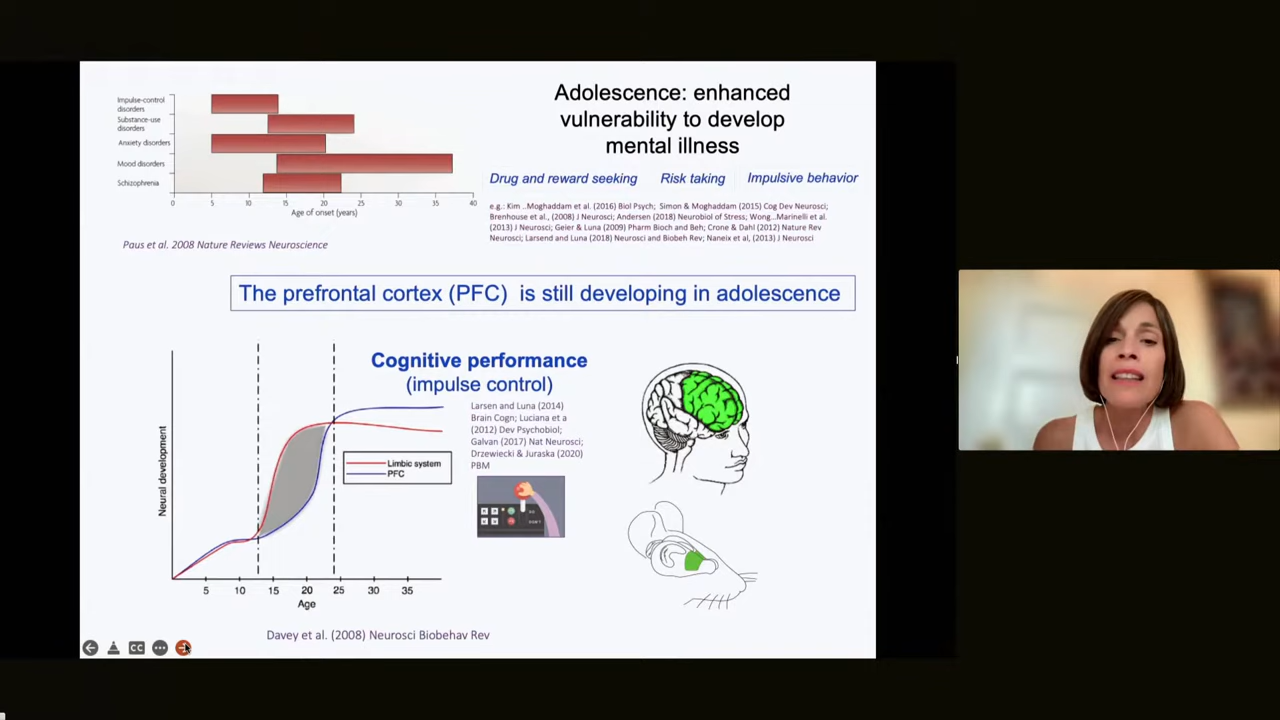 Impulse-control
disorders
Substance-use
disorders
Anxiety disorders
Mood disorders
Schizophrenia
0 5 10 15 20 25 30 35 40
Age of onset (years)
Paus et al. 2008 Nature Reviews Neuroscience
Adolescence: enhanced
vulnerability to develop
mental illness
Drug and reward seeking Risk taking Impulsive behavior
e.g.: Kim ..Moghaddam et al. (2016) Biol Psych; Simon & Moghaddam (2015) Cog Dev Neurosci;
Brenhouse et al., (2008) J Neurosci; Andersen (2018) Neurobiol of Stress; Wong...Marinelli et al.
(2013) J Neurosci; Geier & Luna (2009) Pharm Bioch and Beh; Crone & Dahl (2012) Nature Rev
Neurosci; Larsend and Luna (2018) Neurosci and Biobeh Rev; Naneix et al, (2013) J Neurosci
The prefrontal cortex (PFC) is still developing in adolescence
Cognitive performance
(impulse control)
Larsen and Luna (2014)
Brain Cogn; Luciana et a
(2012) Dev Psychobiol;
Galvan (2017) Nat Neurosci;
Drzewiecki & Juraska (2020)
PBM
Neural development
Limbic system
PFC
5 10 15 20 25 30 35
Age
Davey et al. (2008) Neurosci Biobehav Rev
CC